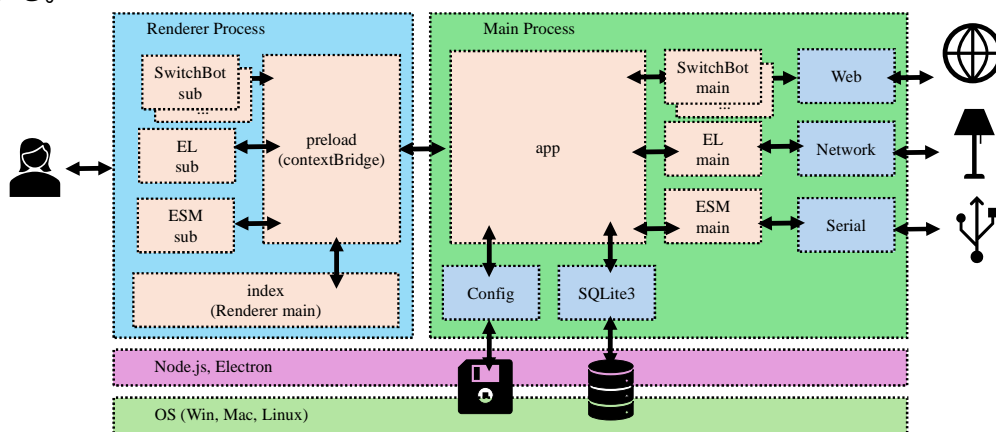 る。
Renderer Process
Main Process
SwitchBot
sub
...
EL
sub
ESM
sub
preload
(contextBridge)
index
(Renderer main)
app
SwitchBot
main
...
EL
main
ESM
main
Web
Network
Serial
Config
SQLite3
Node.js, Electron
OS (Win, Mac, Linux)